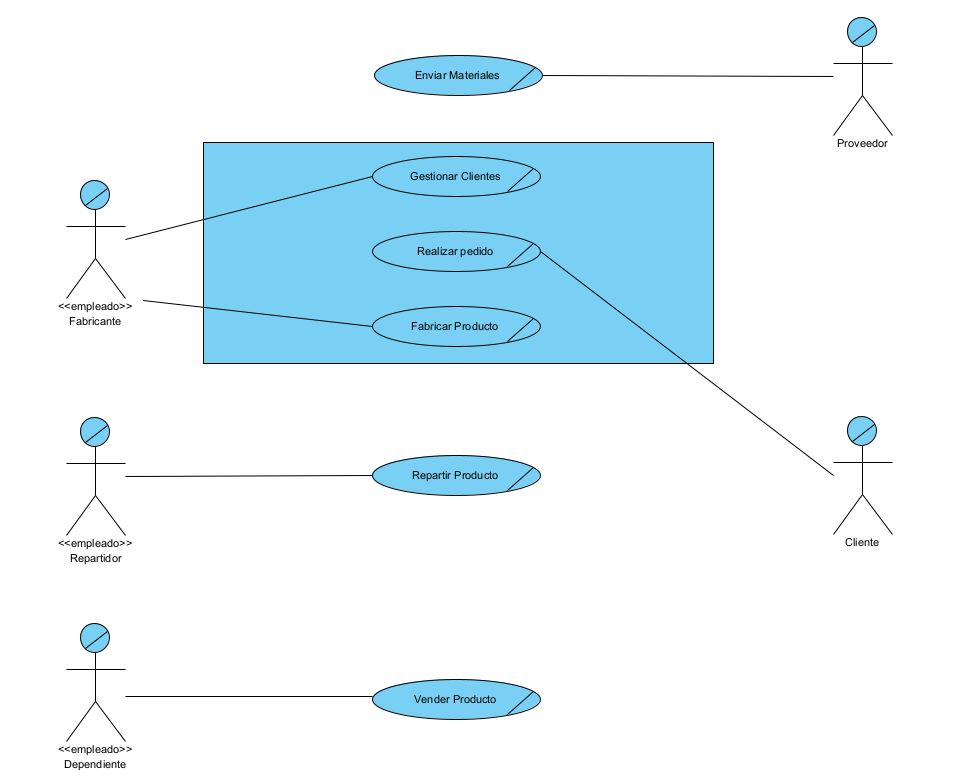 Enviar Materiales
Proveedor
Gestionar Clientes
Realizar pedido
<<empleado>>
Fabricante
Fabricar Producto
Repartir Producto
<<empleado>>
Repartidor
Cliente
Vender Producto
<<empleado>>
Dependiente